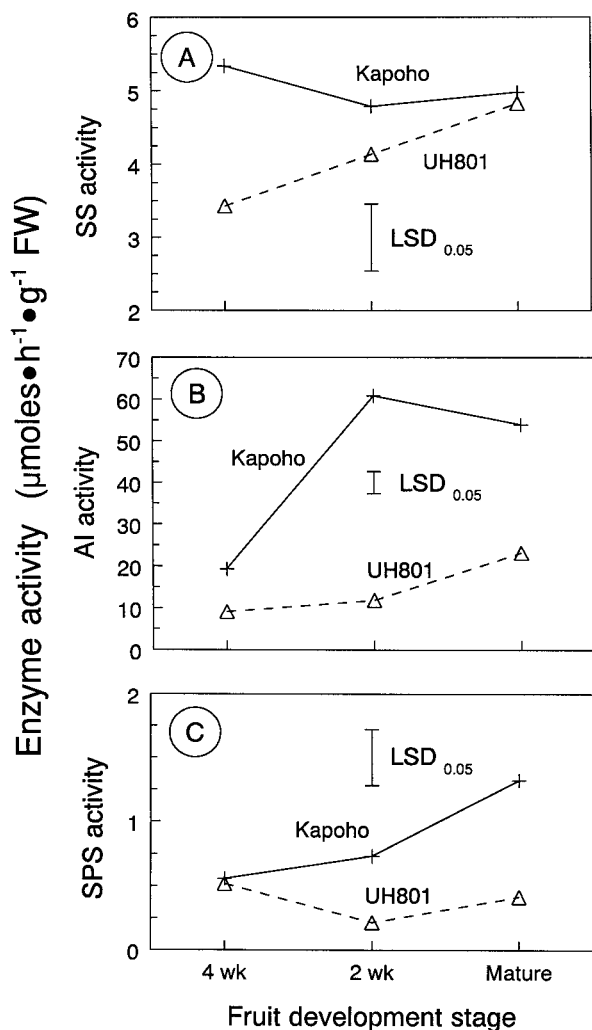 Enzyme activity (µmoles•h⁻¹•g⁻¹ FW)
A
SS activity
6
5
4
3
2
Kapoho
UH801
LSD 0.05
B
AI activity
70
60
50
40
30
20
10
0
Kapoho
LSD 0.05
UH801
C
SPS activity
2
1
0
LSD 0.05
Kapoho
UH801
4 wk 2 wk Mature
Fruit development stage